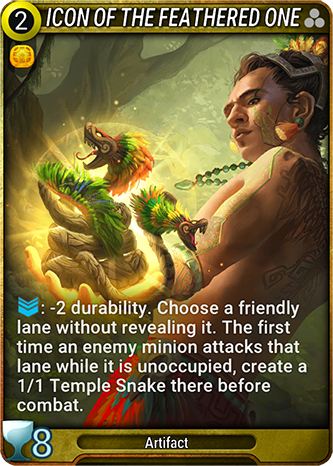 2 ICON OF THE FEATHERED ONE
: -2 durability. Choose a friendly
lane without revealing it. The first
time an enemy minion attacks that
lane while it is unoccupied, create a
1/1 Temple Snake there before
combat.
8 Artifact